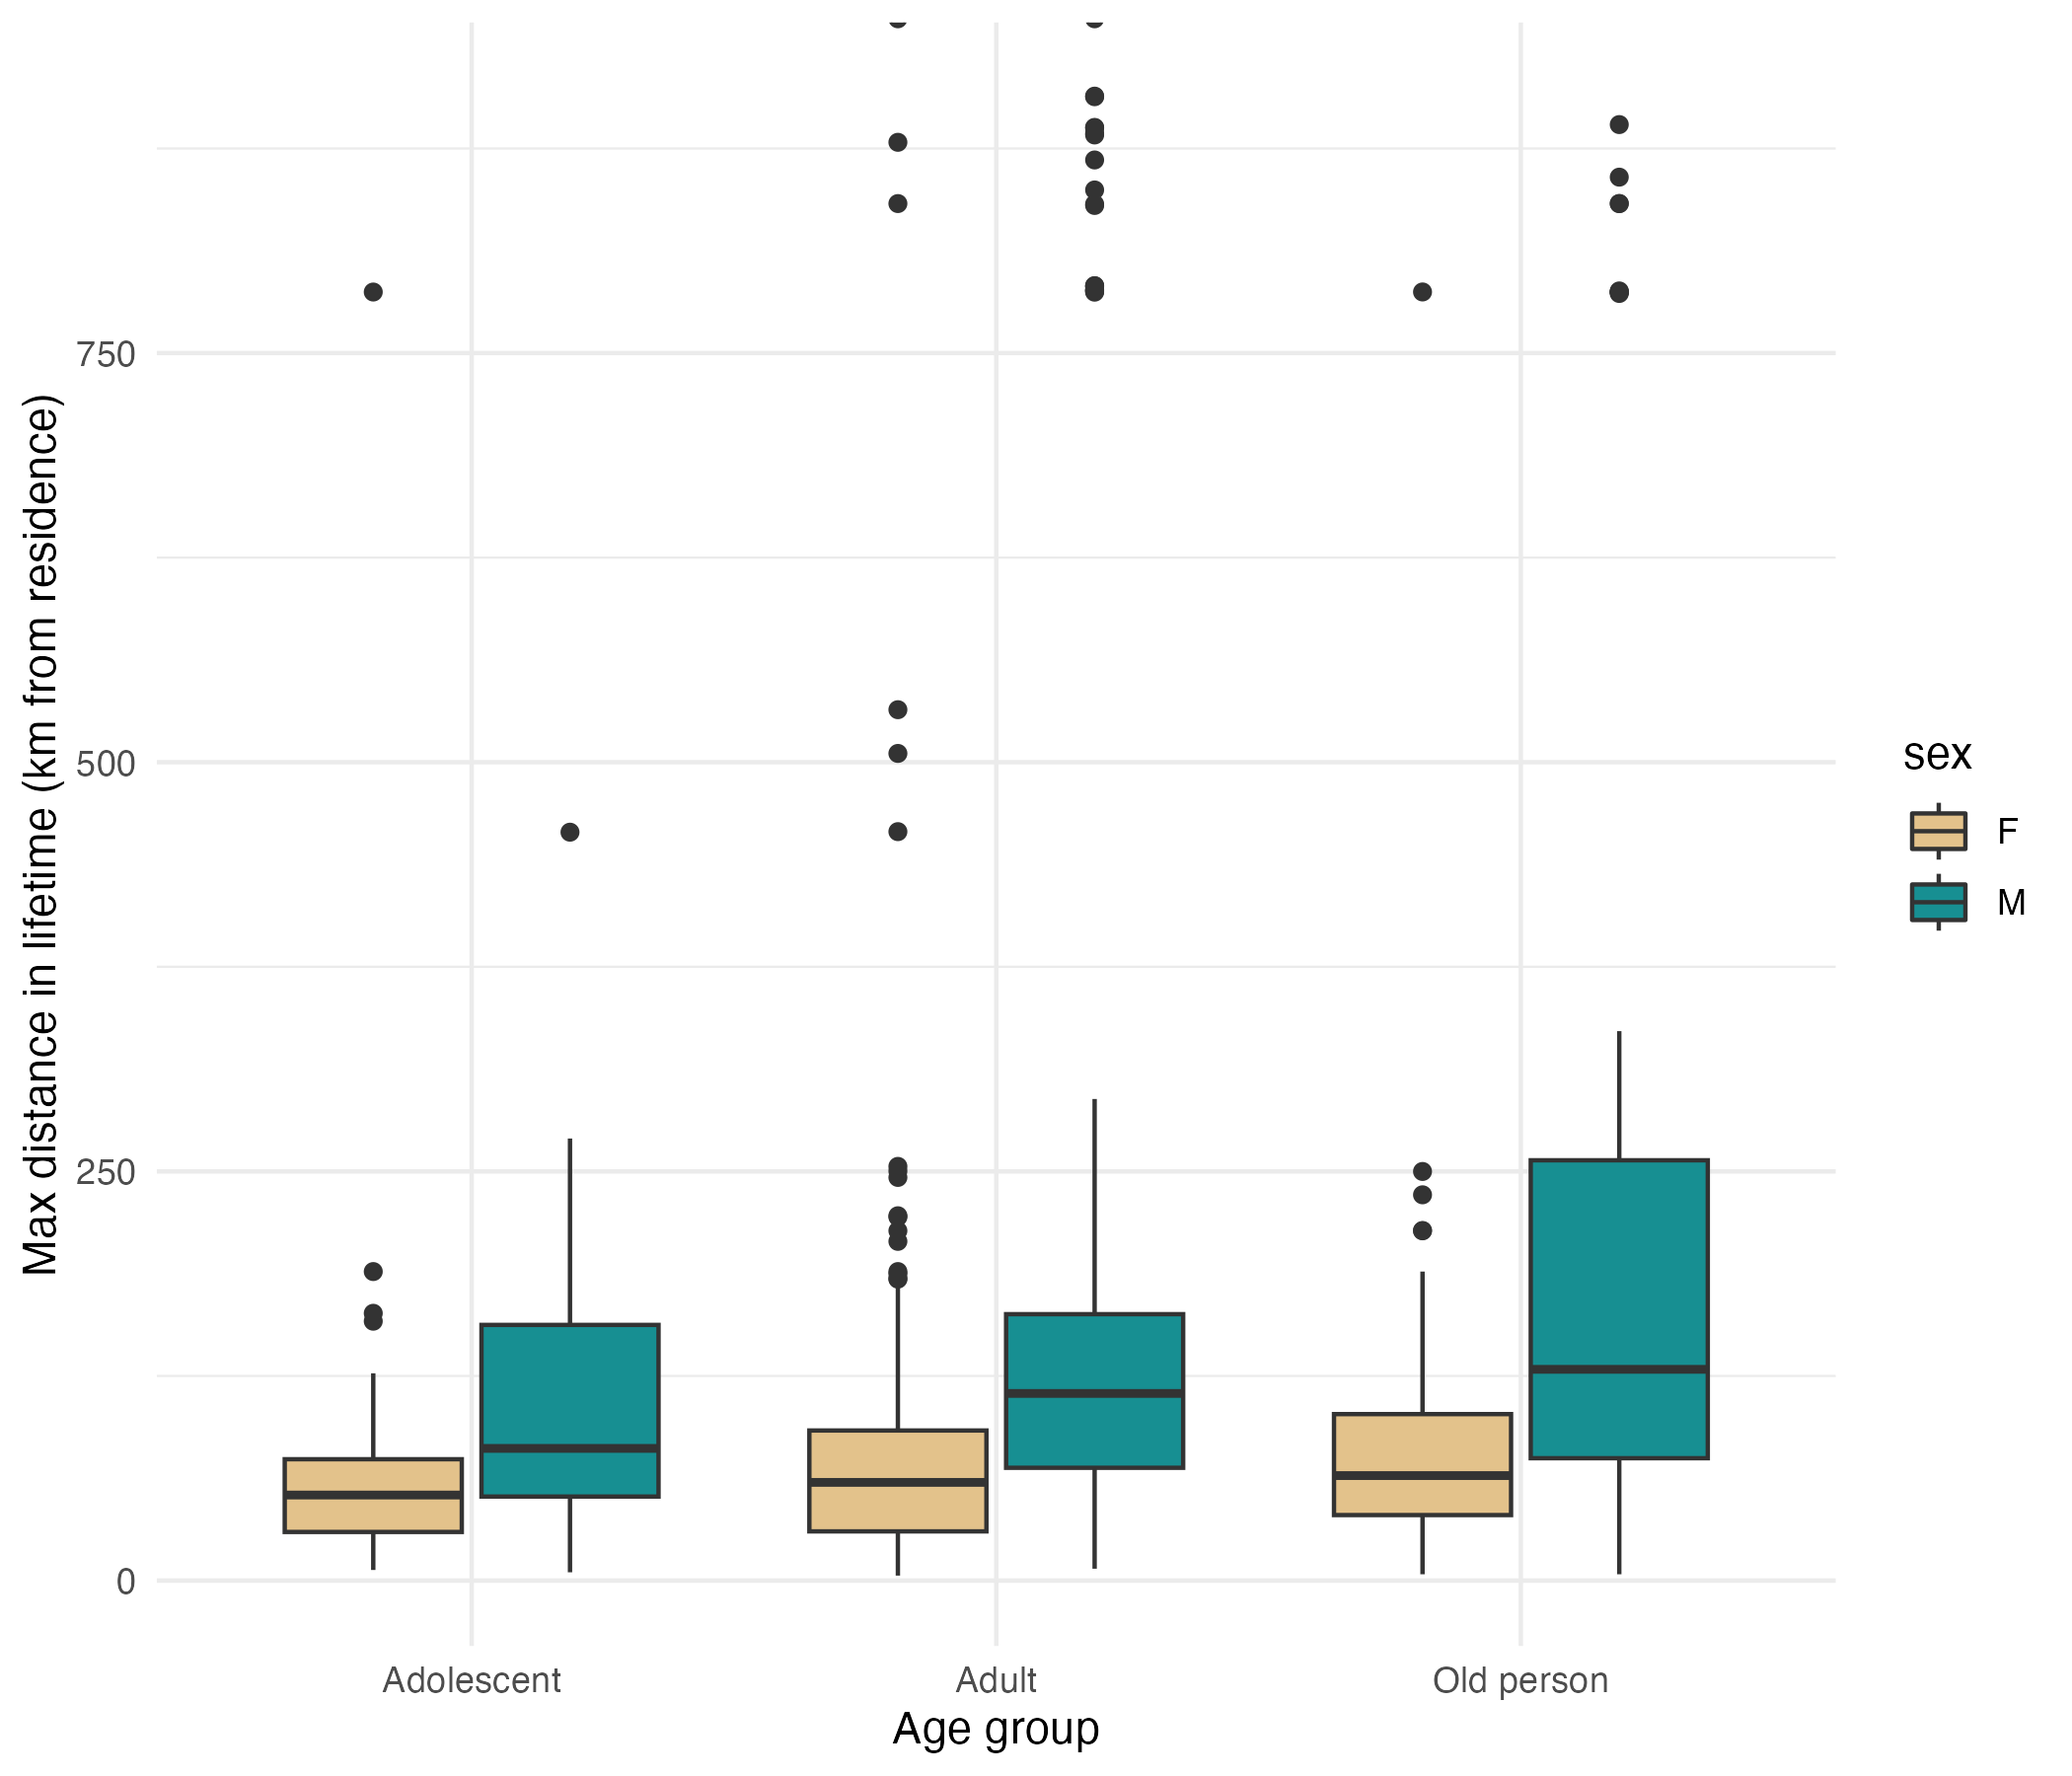 Max distance in lifetime (km from residence)
750
500
250
0
Adolescent
Adult
Old person
Age group
sex
F
M